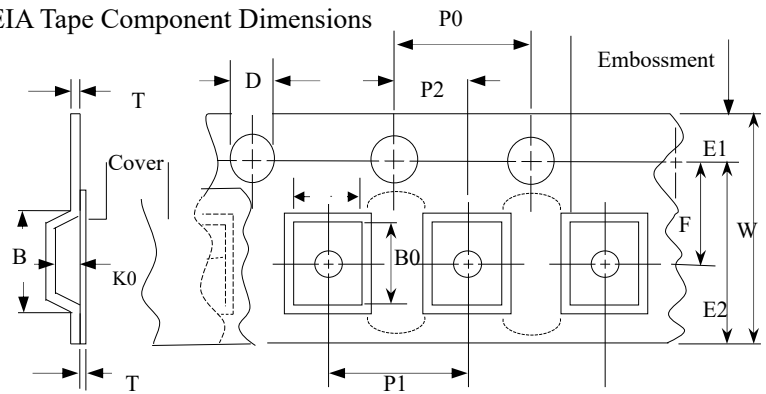 EIA Tape Component Dimensions
P0
Embossment
D
P2
T
E1
Cover
F
W
B
B0
K0
E2
P1
T